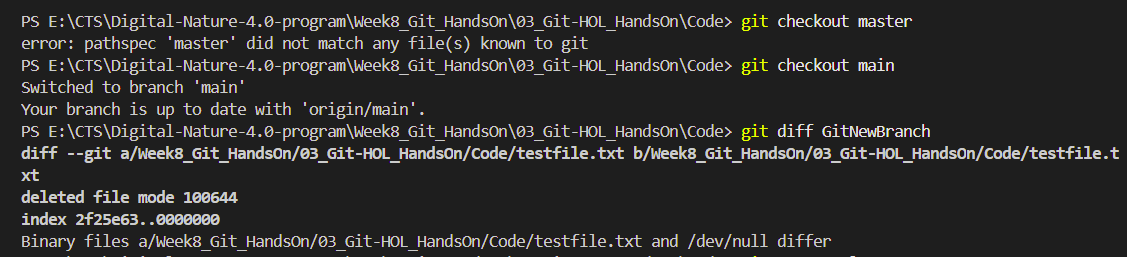 PS E:\CTS\Digital-Nature-4.0-program\Week8_Git_HandsOn\03_Git-HOL_HandsOn\Code> git checkout master
error: pathspec 'master' did not match any file(s) known to git
PS E:\CTS\Digital-Nature-4.0-program\Week8_Git_HandsOn\03_Git-HOL_HandsOn\Code> git checkout main
Switched to branch 'main'
Your branch is up to date with 'origin/main'.
PS E:\CTS\Digital-Nature-4.0-program\Week8_Git_HandsOn\03_Git-HOL_HandsOn\Code> git diff GitNewBranch
diff --git a/Week8_Git_HandsOn/03_Git-HOL_HandsOn/Code/testfile.txt b/Week8_Git_HandsOn/03_Git-HOL_HandsOn/Code/testfile.t
xt
deleted file mode 100644
index 2f25e63..0000000
Binary files a/Week8_Git_HandsOn/03_Git-HOL_HandsOn/Code/testfile.txt and /dev/null differ